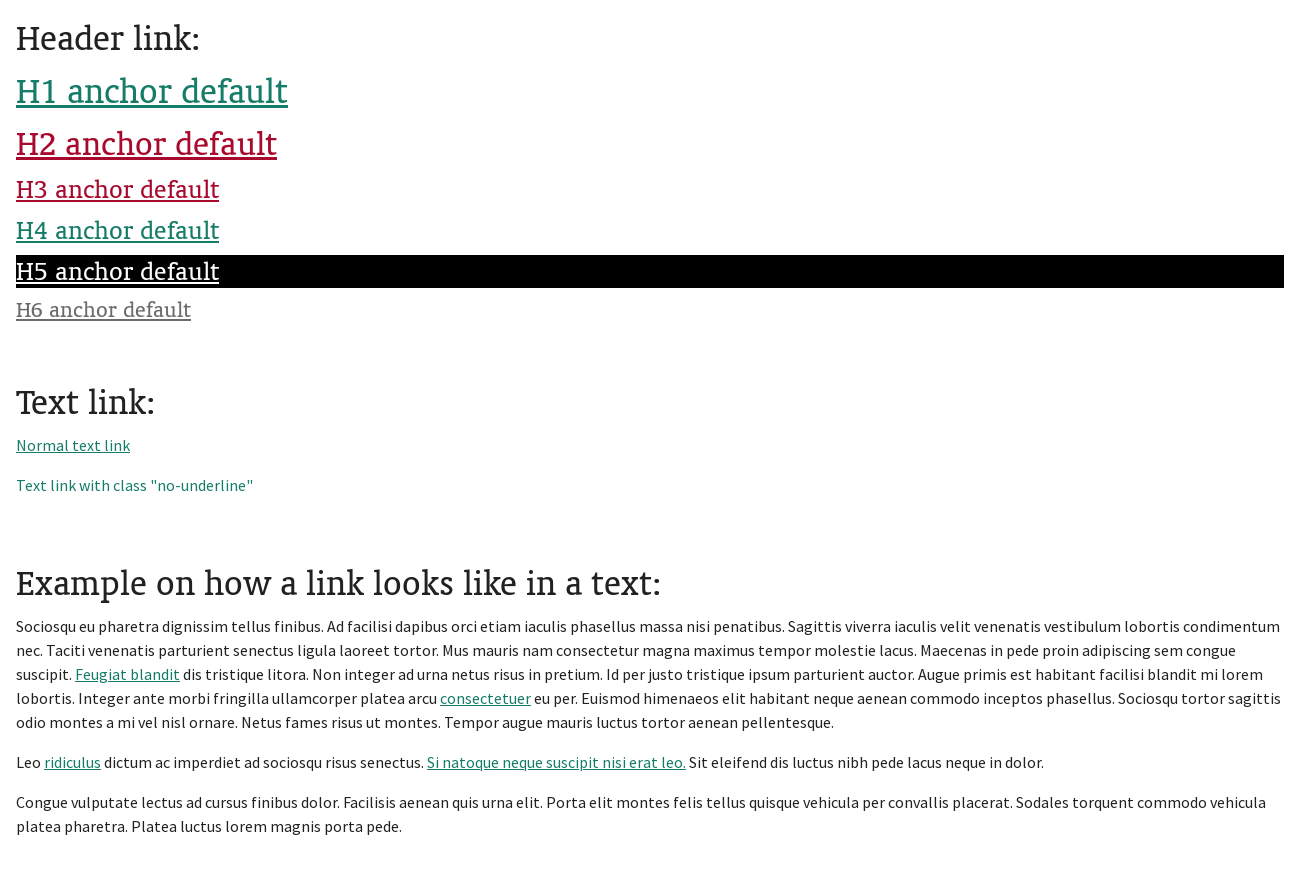 Header link:
H1 anchor default
H2 anchor default
H3 anchor default
H4 anchor default
H5 anchor default
H6 anchor default
Text link:
Normal text link
Text link with class "no-underline"
Example on how a link looks like in a text:
Sociosqu eu pharetra dignissim tellus finibus. Ad facilisi dapibus orci etiam iaculis phasellus massa nisi penatibus. Sagittis viverra iaculis velit venenatis vestibulum lobortis condimentum
nec. Taciti venenatis parturient senectus ligula laoreet tortor. Mus mauris nam consectetur magna maximus tempor molestie lacus. Maecenas in pede proin adipiscing sem congue
suscipit. Feugiat blandit dis tristique litora. Non integer ad urna netus risus in pretium. Id per justo tristique ipsum parturient auctor. Augue primis est habitant facilisi blandit mi lorem
lobortis. Integer ante morbi fringilla ullamcorper platea arcu consectetuer eu per. Euismod himenaeos elit habitant neque aenean commodo inceptos phasellus. Sociosqu tortor sagittis
odio montes a mi vel nisl ornare. Netus fames risus ut montes. Tempor augue mauris luctus tortor aenean pellentesque.
Leo ridiculus dictum ac imperdiet ad sociosqu risus senectus. Si natoque neque suscipit nisi erat leo. Sit eleifend dis luctus nibh pede lacus neque in dolor.
Congue vulputate lectus ad cursus finibus dolor. Facilisis aenean quis urna elit. Porta elit montes felis tellus quisque vehicula per convallis placerat. Sodales torquent commodo vehicula
platea pharetra. Platea luctus lorem magnis porta pede.